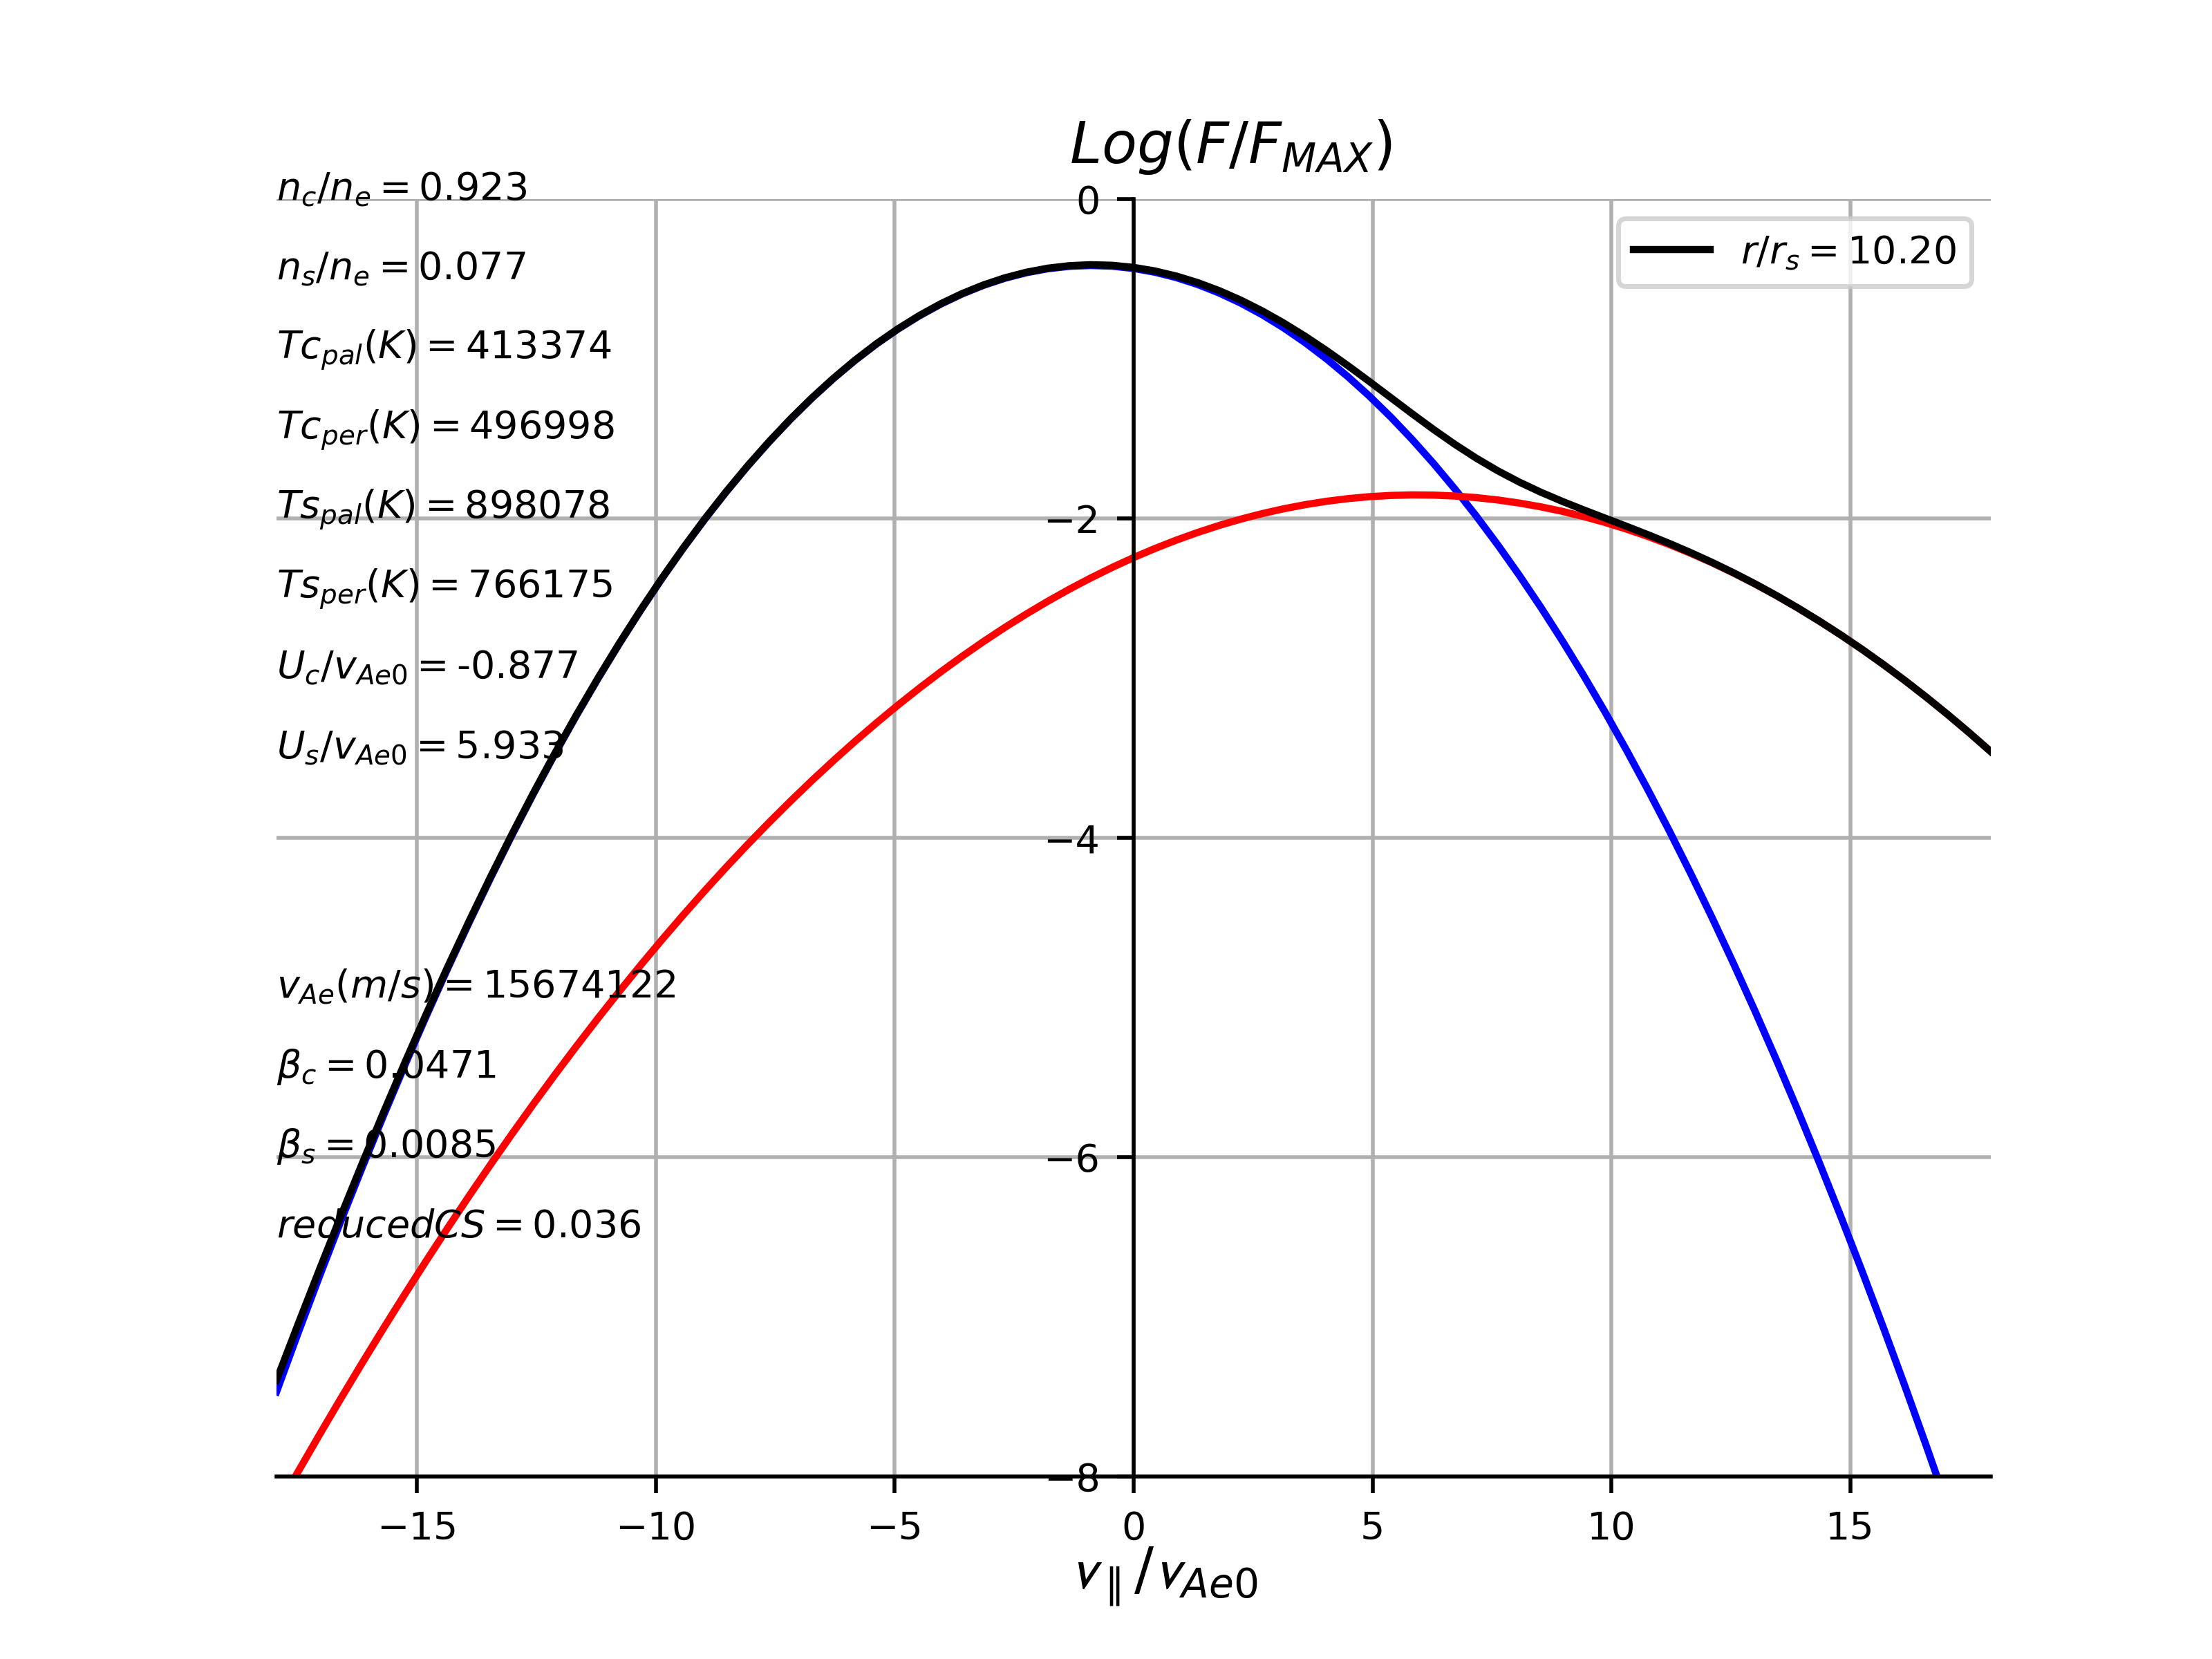 Log(F/F_MAX)
n_c/n_e = 0.923
0
r/r_s = 10.20
n_s/n_e = 0.077
Tc_pal(K) = 413374
Tc_per(K) = 496998
Ts_pal(K) = 898078
−2
Ts_per(K) = 766175
U_c/v_Ae0 = -0.877
U_s/v_Ae0 = 5.933
−4
v_Ae(m/s) = 15674122
β_c = 0.0471
β_s = 0.0085
−6
reducedCS = 0.036
−8
−15 −10 −5 0 5 10 15
v_∥/v_Ae0